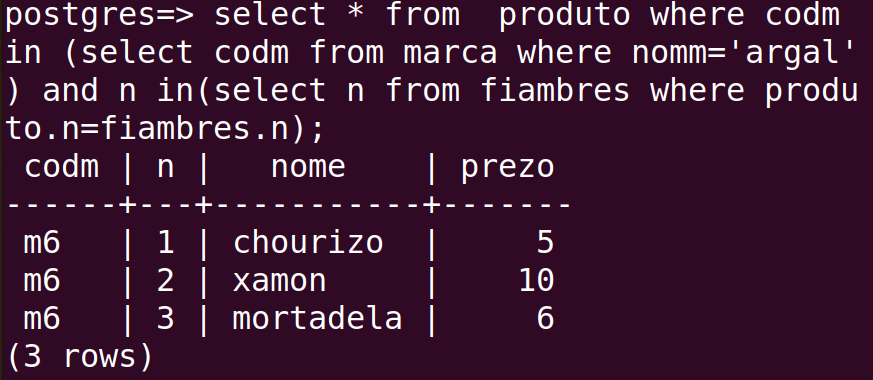 postgres=> select * from  produto where codm
in (select codm from marca where nomm='argal'
) and n in(select n from fiambres where produ
to.n=fiambres.n);
 codm | n |   nome    | prezo
------+---+-----------+-------
 m6   | 1 | chourizo  |     5
 m6   | 2 | xamon     |    10
 m6   | 3 | mortadela |     6
(3 rows)